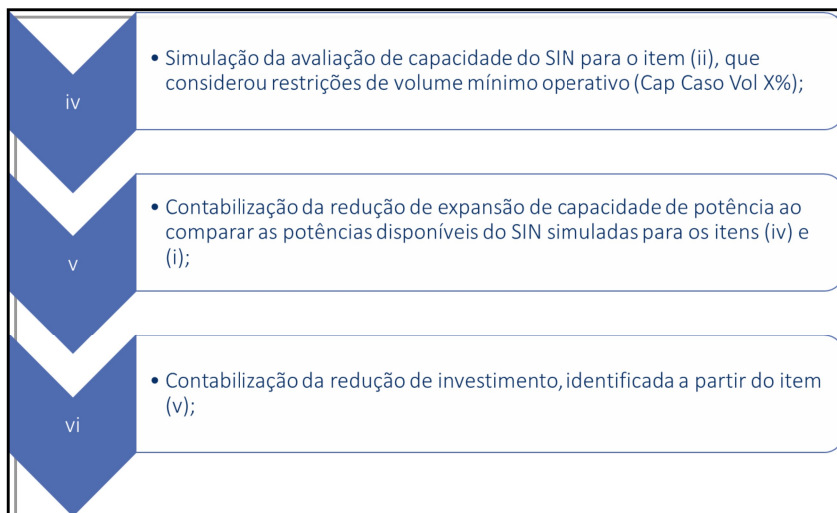 iv
• Simulação da avaliação de capacidade do SIN para o item (ii), que
considerou restrições de volume mínimo operativo (Cap Caso Vol X%);
v
• Contabilização da redução de expansão de capacidade de potência ao
comparar as potências disponíveis do SIN simuladas para os itens (iv) e
(i);
vi
• Contabilização da redução de investimento, identificada a partir do item
(v);